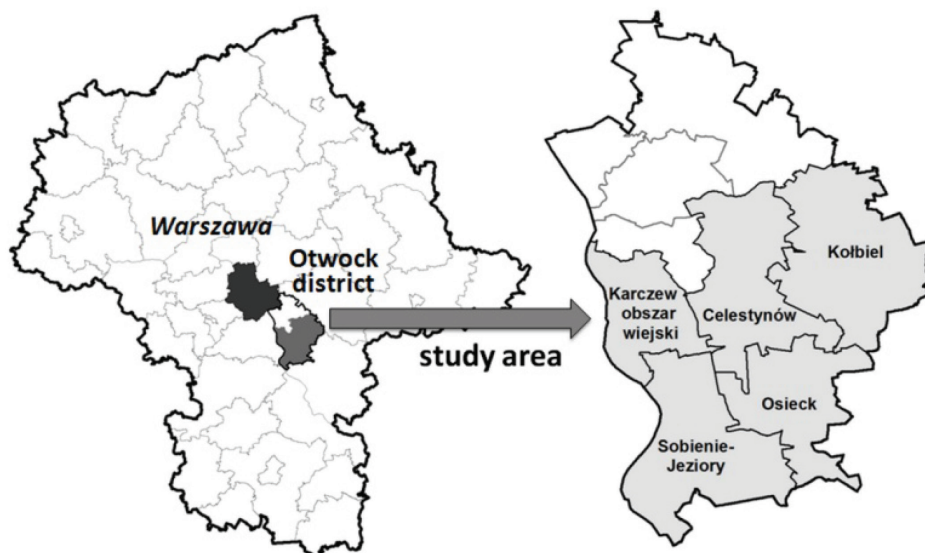 Warszawa
Otwock
district
study area
Kołbiel
Karczew -
obszar
wiejski
Celestynów
Osieck
Sobienie-
Jeziory